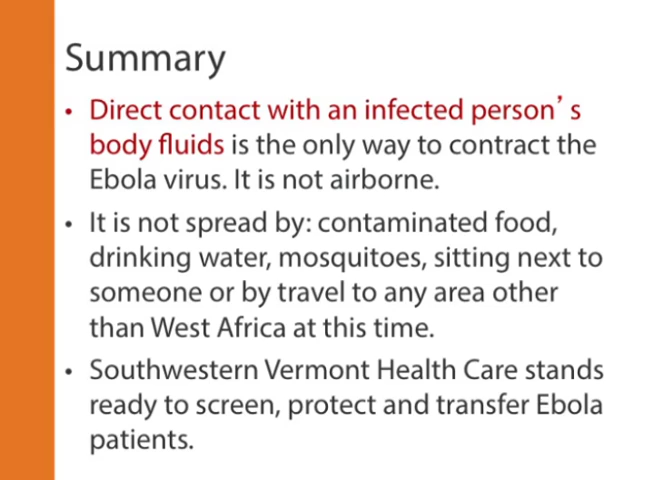 Summary
• Direct contact with an infected person’ s
body fluids is the only way to contract the
Ebola virus. It is not airborne.
• It is not spread by: contaminated food,
drinking water, mosquitoes, sitting next to
someone or by travel to any area other
than West Africa at this time.
• Southwestern Vermont Health Care stands
ready to screen, protect and transfer Ebola
patients.